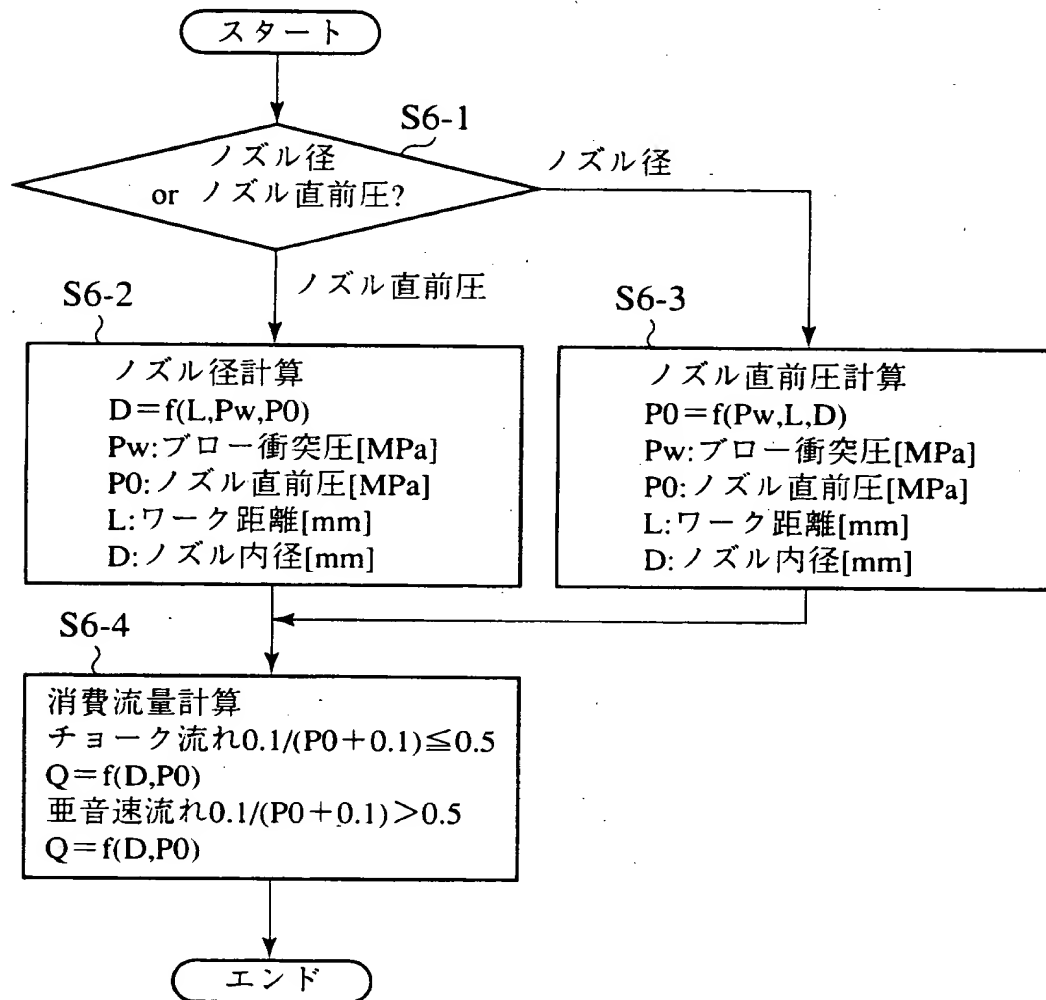 スタート
S6-1
ノズル径
or ノズル直前圧?
ノズル径
ノズル直前圧
S6-2
ノズル径計算
D=f(L,Pw,P0)
Pw:ブロー衝突圧[MPa]
P0:ノズル直前圧[MPa]
L:ワーク距離[mm]
D:ノズル内径[mm]
S6-3
ノズル直前圧計算
P0=f(Pw,L,D)
Pw:ブロー衝突圧[MPa]
P0:ノズル直前圧[MPa]
L:ワーク距離[mm]
D:ノズル内径[mm]
S6-4
消費流量計算
チョーク流れ0.1/(P0+0.1)≦0.5
Q=f(D,P0)
亜音速流れ0.1/(P0+0.1)>0.5
Q=f(D,P0)
エンド